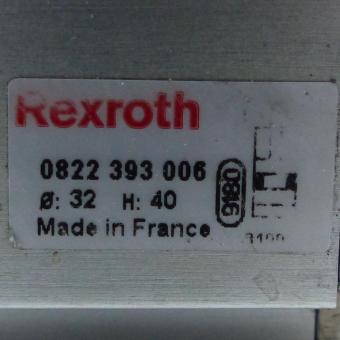 Rexroth
0822 393 006
Ø: 32 H: 40
Made in France